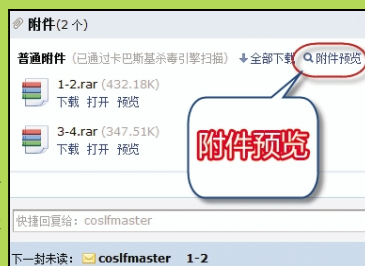 附件(2 个)
普通附件 (已通过卡巴斯基杀毒引擎扫描) 全部下载 附件预览
1-2.rar (432.18K)
下载 打开 预览
3-4.rar (347.51K)
下载 打开 预览
附件预览
快捷回复给：coslfmaster
下一封未读： coslfmaster 1-2